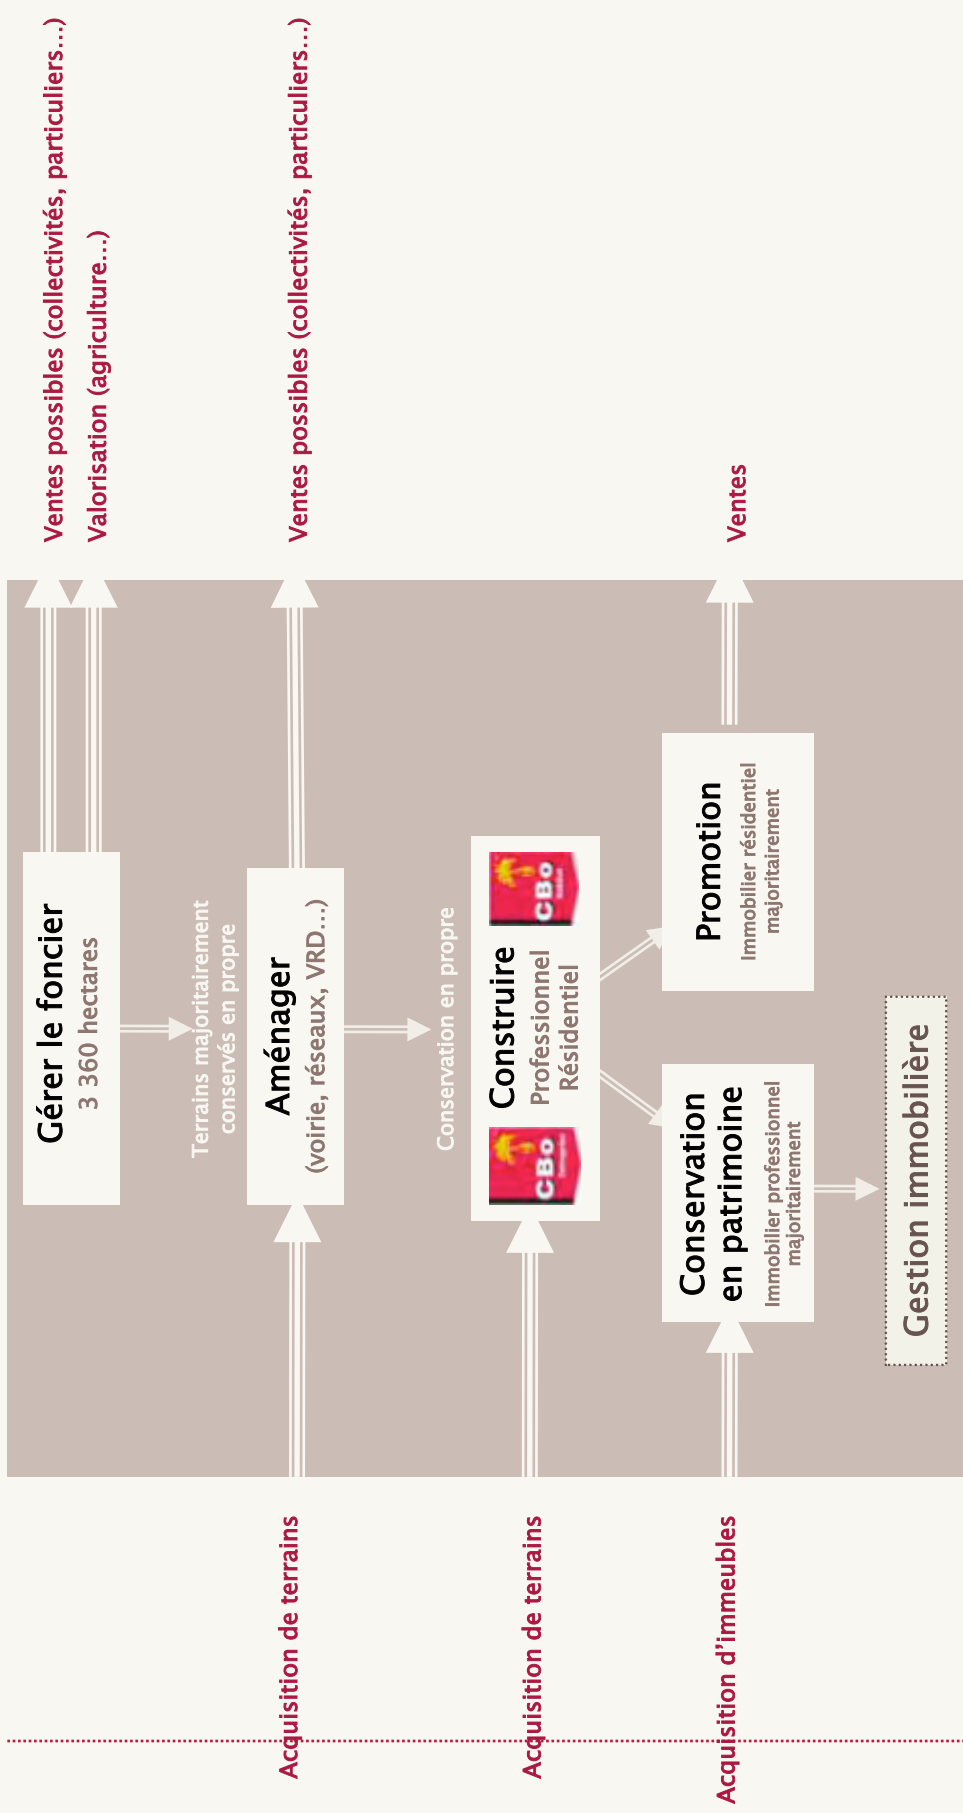 Gérer le foncier
3 360 hectares
Ventes possibles (collectivités, particuliers…)
Valorisation (agriculture…)
Terrains majoritairement
conservés en propre
Acquisition de terrains
Aménager
(voirie, réseaux, VRD…)
Ventes possibles (collectivités, particuliers…)
Conservation en propre
Acquisition de terrains
CBo
Construire
Professionnel
Résidentiel
CBo
Acquisition d’immeubles
Conservation
en patrimoine
Immobilier professionnel
majoritairement
Promotion
Immobilier résidentiel
majoritairement
Ventes
Gestion immobilière